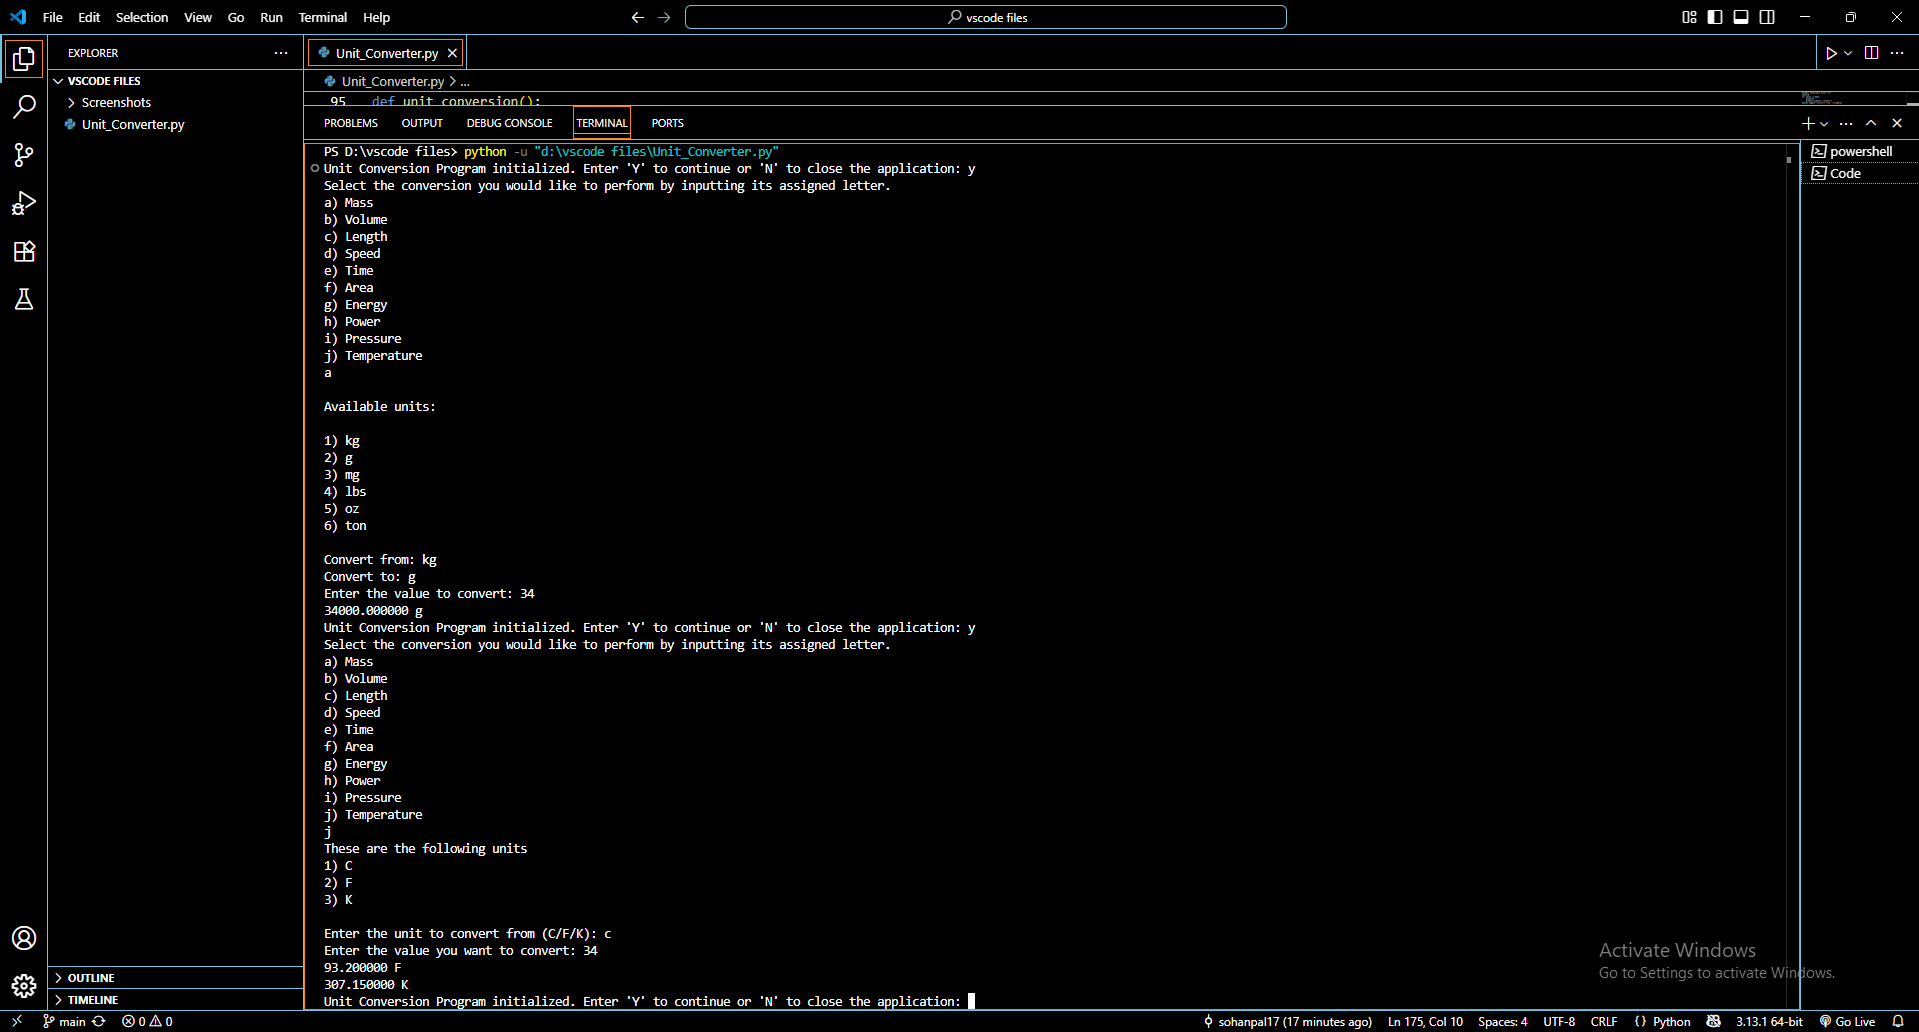 File Edit Selection View Go Run Terminal Help
vscode files
EXPLORER
VSCODE FILES
Screenshots
Unit_Converter.py
OUTLINE
TIMELINE
Unit_Converter.py
Unit_Converter.py > ...
95 def unit_conversion():
PROBLEMS OUTPUT DEBUG CONSOLE TERMINAL PORTS
powershell
Code
PS D:\vscode files> python -u "d:\vscode files\Unit_Converter.py"
Unit Conversion Program initialized. Enter 'Y' to continue or 'N' to close the application: y
Select the conversion you would like to perform by inputting its assigned letter.
a) Mass
b) Volume
c) Length
d) Speed
e) Time
f) Area
g) Energy
h) Power
i) Pressure
j) Temperature
a
Available units:
1) kg
2) g
3) mg
4) lbs
5) oz
6) ton
Convert from: kg
Convert to: g
Enter the value to convert: 34
34000.000000 g
Unit Conversion Program initialized. Enter 'Y' to continue or 'N' to close the application: y
Select the conversion you would like to perform by inputting its assigned letter.
a) Mass
b) Volume
c) Length
d) Speed
e) Time
f) Area
g) Energy
h) Power
i) Pressure
j) Temperature
j
These are the following units
1) C
2) F
3) K
Enter the unit to convert from (C/F/K): c
Enter the value you want to convert: 34
93.200000 F
307.150000 K
Unit Conversion Program initialized. Enter 'Y' to continue or 'N' to close the application:
Activate Windows
Go to Settings to activate Windows.
main 0 0 sohanpal17 (17 minutes ago) Ln 175, Col 10 Spaces: 4 UTF-8 CRLF {} Python 3.13.1 64-bit Go Live